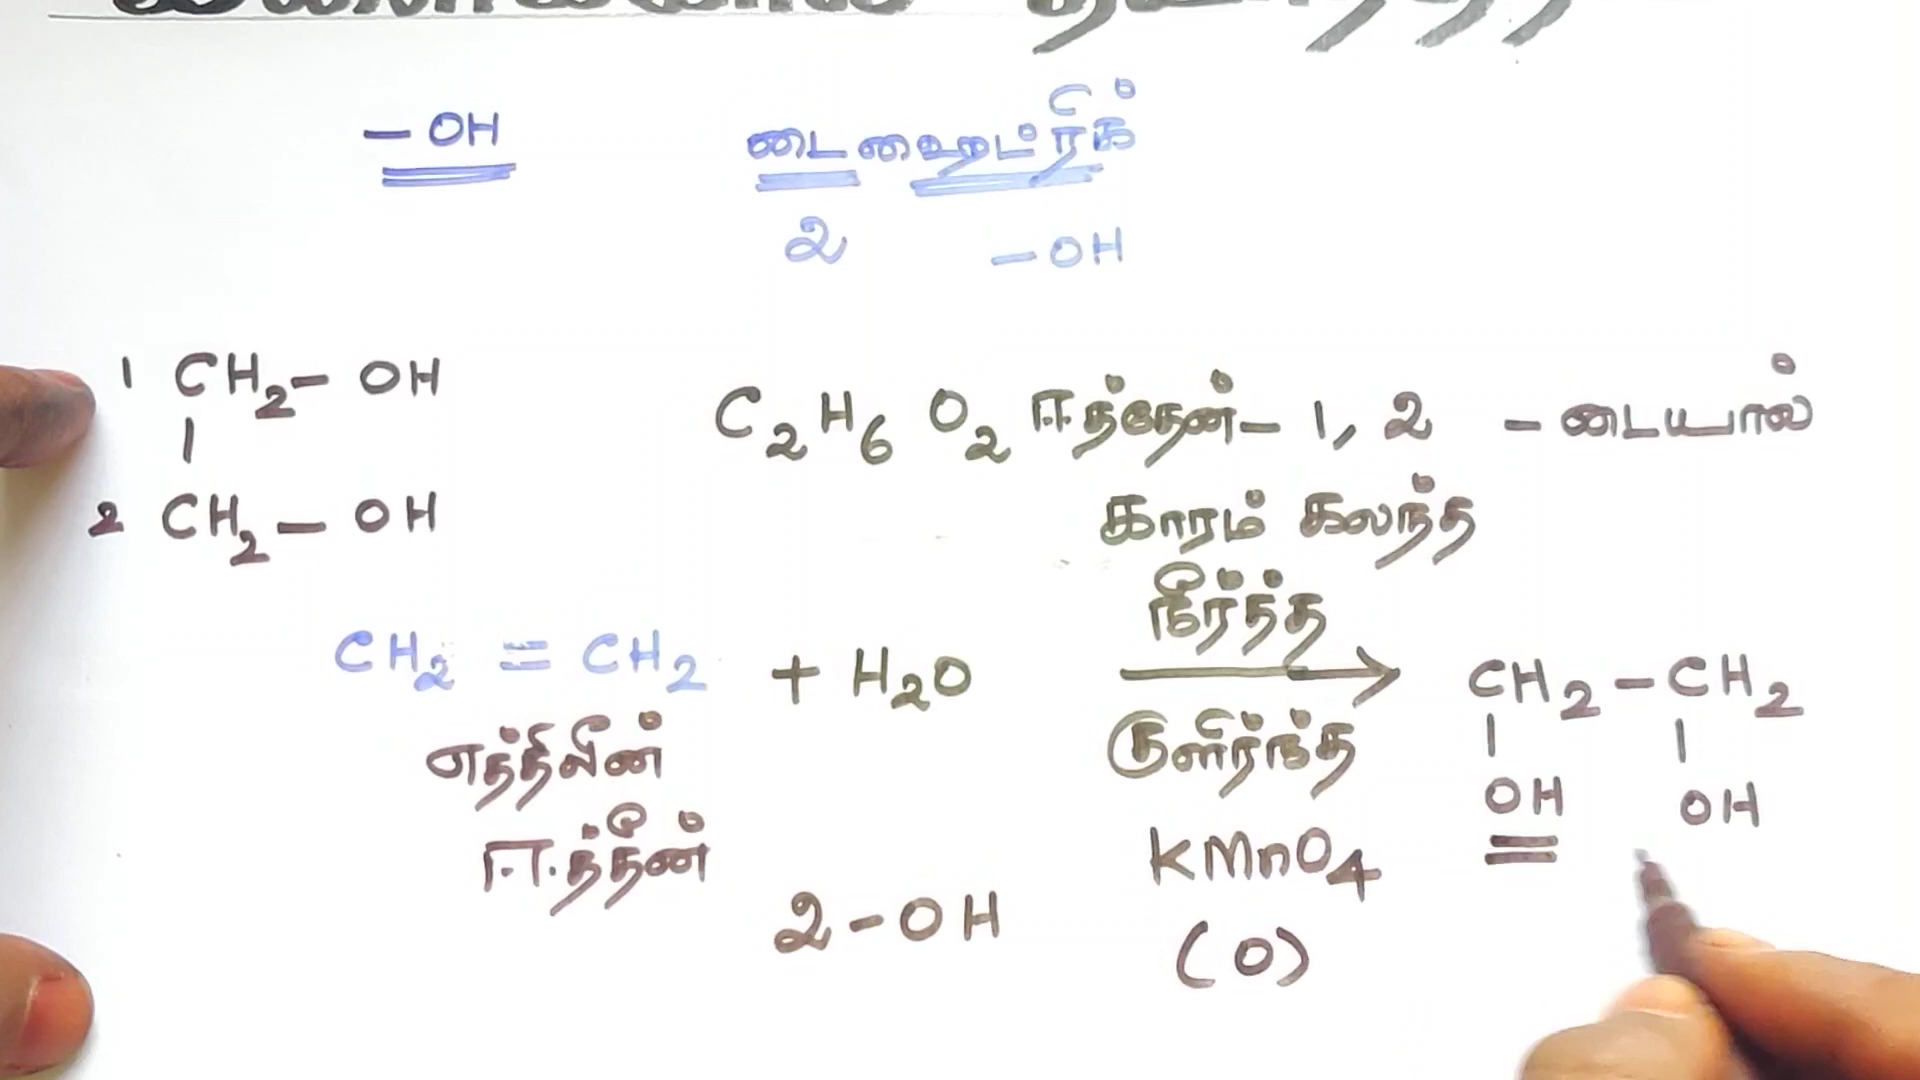 – OH டைஹைட்ரிக்
2 – OH
1 CH2 – OH
|
2 CH2 – OH
C2H6O2 ஈத்தேன் – 1, 2 – டையால்
காரம் கலந்த
நீர்த்த
CH2 = CH2 + H2O → CH2 – CH2
| |
OH OH
எத்திலீன்
ஈத்தீன்
குளிர்ந்த
KMnO4
2 – OH
(O)